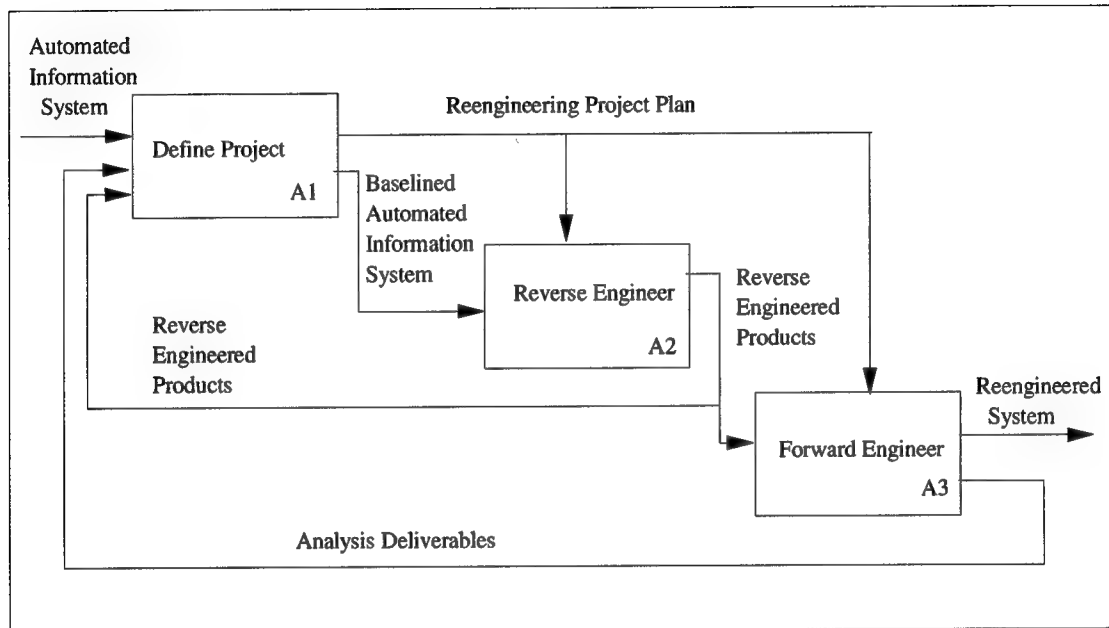 Automated
Information
System
Reengineering Project Plan
Define Project
A1
Baselined
Automated
Information
System
Reverse Engineer
A2
Reverse
Engineered
Products
Reverse
Engineered
Products
Reengineered
System
Forward Engineer
A3
Analysis Deliverables